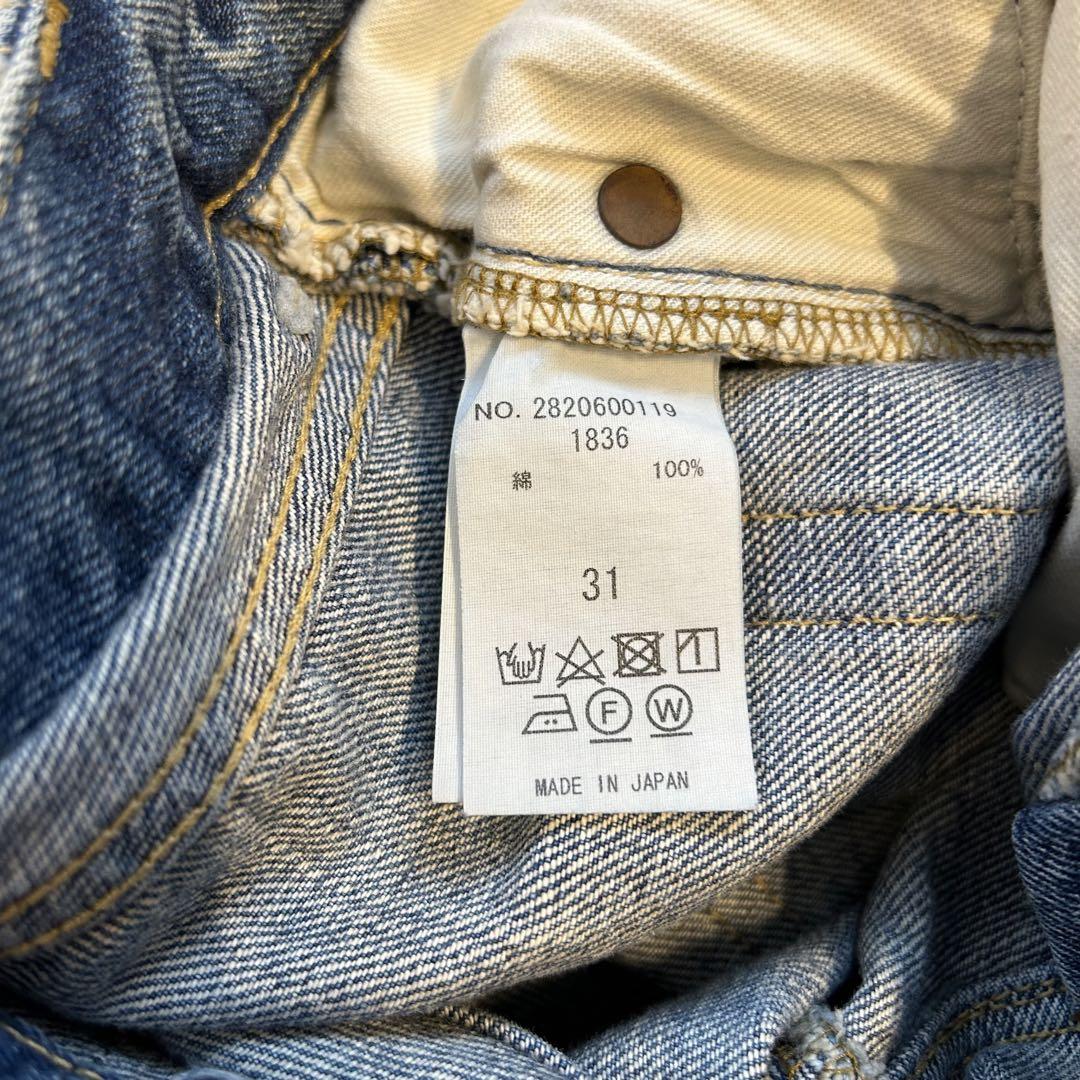 NO. 2820600119
1836
綿 100%
31
F W
MADE IN JAPAN